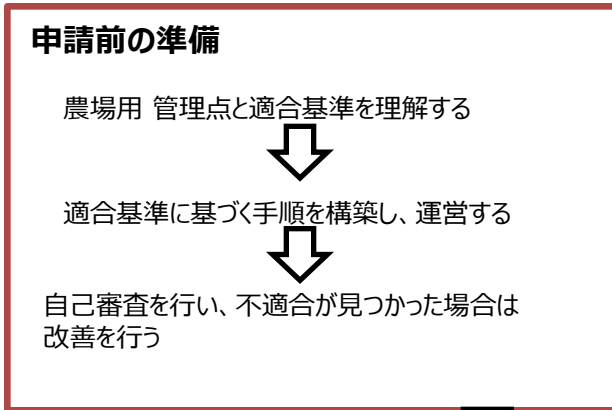 申請前の準備
農場用 管理点と適合基準を理解する
適合基準に基づく手順を構築し、運営する
自己審査を行い、不適合が見つかった場合は
改善を行う